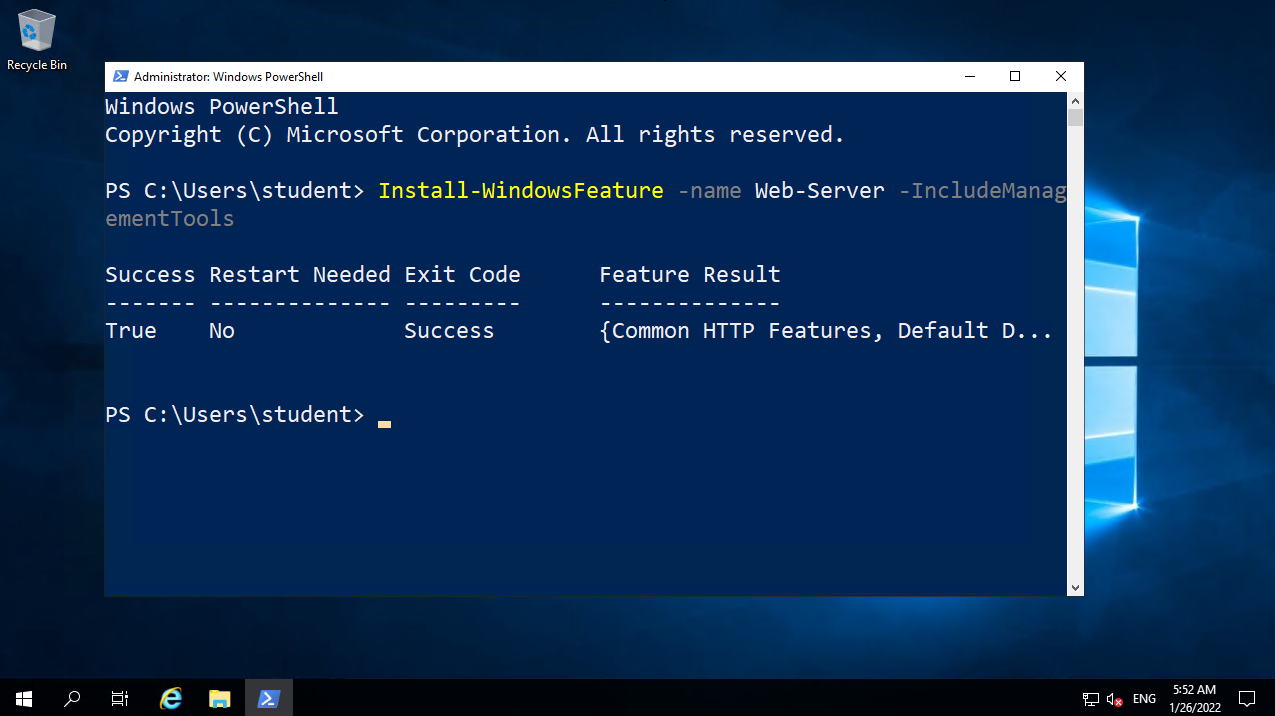 Recycle Bin
Administrator: Windows PowerShell
Windows PowerShell
Copyright (C) Microsoft Corporation. All rights reserved.
PS C:\Users\student> Install-WindowsFeature -name Web-Server -IncludeManag
ementTools
Success Restart Needed Exit Code      Feature Result
------- -------------- ---------      --------------
True    No             Success        {Common HTTP Features, Default D...
PS C:\Users\student>
ENG
5:52 AM
1/26/2022